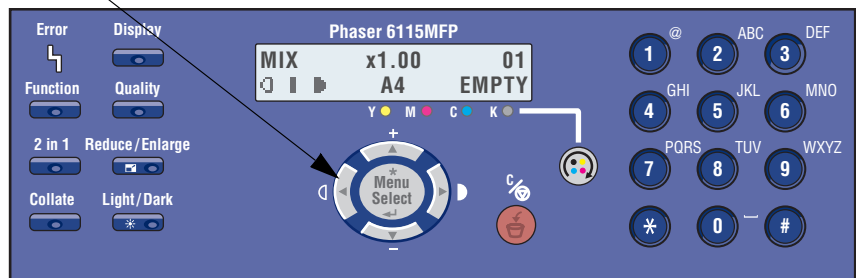 Error Display
Phaser 6115MFP
MIX x1.00 01
A4 EMPTY
Function Quality
Y M C K
2 in 1 Reduce/Enlarge
Collate Light/Dark
+
*
Menu
Select
–
C/
1 @ 2 ABC 3 DEF
4 GHI 5 JKL 6 MNO
7 PQRS 8 TUV 9 WXYZ
* 0 #